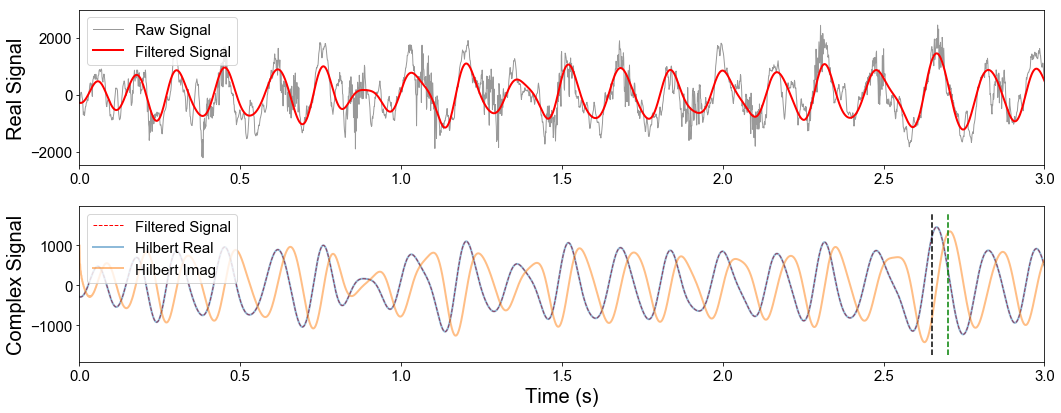 Real Signal
2000
0
−2000
Raw Signal
Filtered Signal
0.0 0.5 1.0 1.5 2.0 2.5 3.0
Complex Signal
1000
0
−1000
Filtered Signal
Hilbert Real
Hilbert Imag
0.0 0.5 1.0 1.5 2.0 2.5 3.0
Time (s)